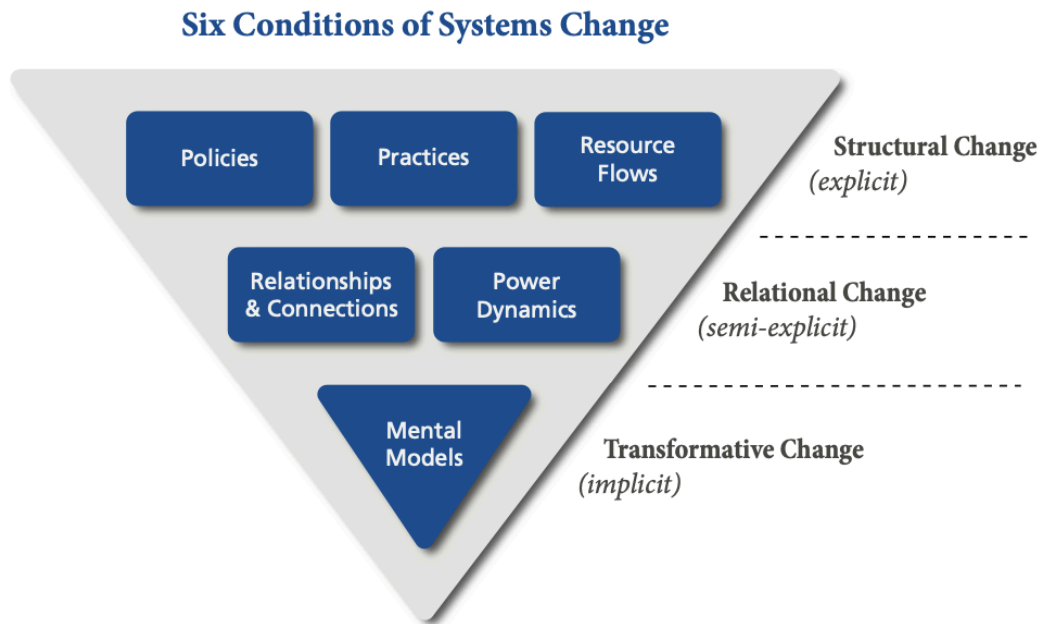 Six Conditions of Systems Change
Policies
Practices
Resource
Flows
Structural Change
(explicit)
Relationships
& Connections
Power
Dynamics
Relational Change
(semi-explicit)
Mental
Models
Transformative Change
(implicit)